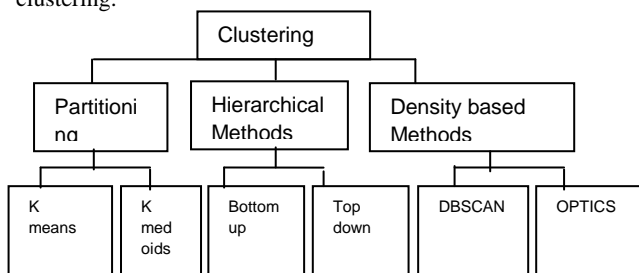 clustering.
Clustering
Partitioni
ng
Hierarchical
Methods
Density based
Methods
K
means
K
med
oids
Bottom
up
Top
down
DBSCAN
OPTICS